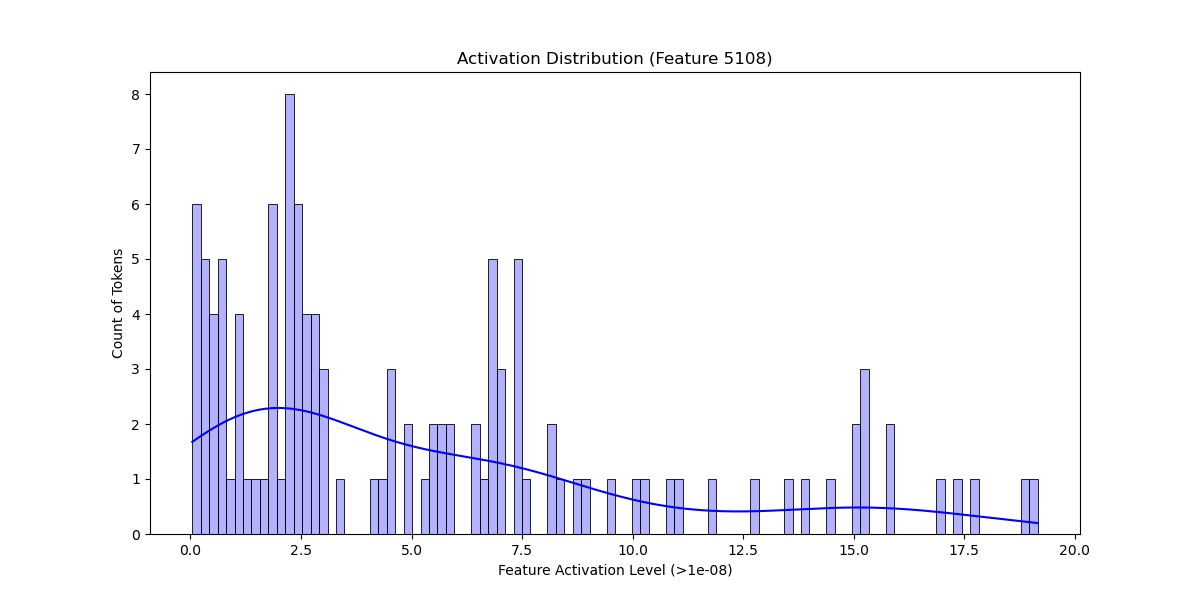 Activation Distribution (Feature 5108)
Count of Tokens
8
7
6
5
4
3
2
1
0
0.0 2.5 5.0 7.5 10.0 12.5 15.0 17.5 20.0
Feature Activation Level (>1e-08)